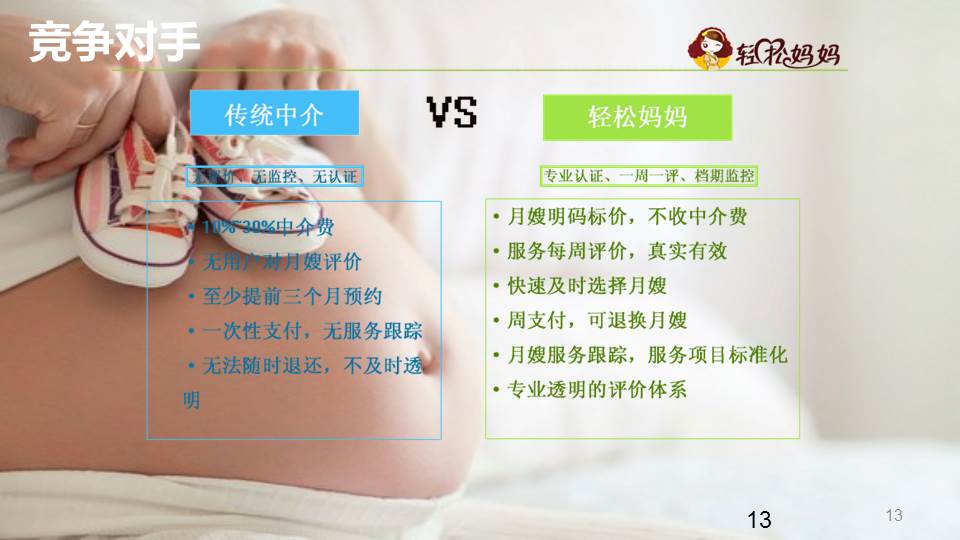 竞争对手
轻松妈妈
传统中介
VS
轻松妈妈
无评价、无监控、无认证
专业认证、一周一评、档期监控
• 10%-30%中介费
• 无用户对月嫂评价
• 至少提前三个月预约
• 一次性支付，无服务跟踪
• 无法随时退还，不及时透
明
• 月嫂明码标价，不收中介费
• 服务每周评价，真实有效
• 快速及时选择月嫂
• 周支付，可退换月嫂
• 月嫂服务跟踪，服务项目标准化
• 专业透明的评价体系
13
13